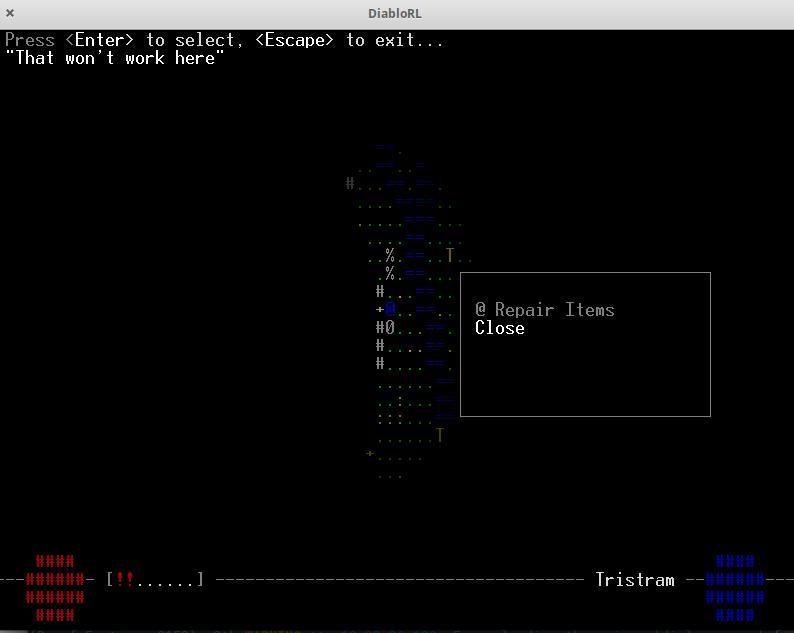 DiabloRL
Press <Enter> to select, <Escape> to exit...
"That won't work here"
@ Repair Items
Close
[!!......]
Tristram